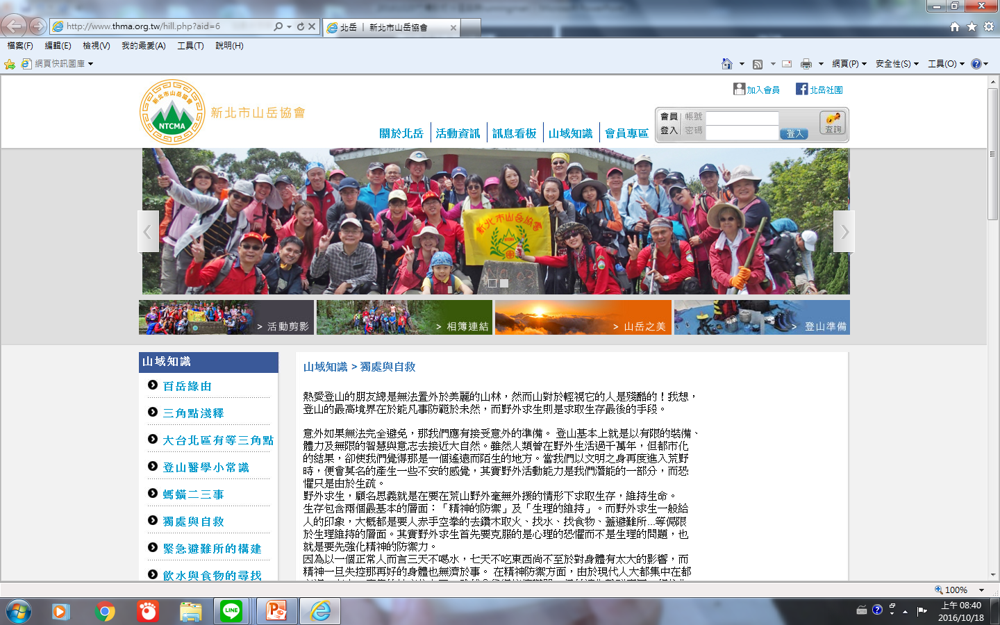 http://www.thma.org.tw/hill.php?aid=6
北岳 | 新北市山岳協會
檔案(F) 編輯(E) 檢視(V) 我的最愛(A) 工具(T) 說明(H)
網頁快訊圖庫
網頁(P) 安全性(S) 工具(O)
新北市山岳協會
NTCMA
新北市山岳協會
加入會員 北岳社團
會員 帳號
登入 密碼 登入 查詢
關於北岳 活動資訊 訊息看板 山域知識 會員專區
新北市山岳協會
NTCMA
> 活動剪影 > 相簿連結 > 山岳之美 > 登山準備
山域知識
百岳緣由
三角點淺釋
大台北區有等三角點
登山醫學小常識
螞蟥二三事
獨處與自救
緊急避難所的構建
飲水與食物的尋找
山域知識 > 獨處與自救
熱愛登山的朋友總是無法置外於美麗的山林，然而山對於輕視它的人是殘酷的！我想，
登山的最高境界在於能凡事防範於未然，而野外求生則是求取生存最後的手段。
意外如果無法完全避免，那我們應有接受意外的準備。 登山基本上就是以有限的裝備、
體力及無限的智慧與意志去接近大自然。雖然人類曾在野外生活過千萬年，但都市化
的結果，卻使我們覺得那是一個遙遠而陌生的地方。當我們以文明之身再度進入荒野
時，便會莫名的產生一些不安的感覺，其實野外活動能力是我們潛能的一部分，而恐
懼只是由於生疏。
野外求生，顧名思義就是在要在荒山野外毫無外援的情形下求取生存，維持生命。
生存包含兩個最基本的層面：「精神的防禦」及「生理的維持」。而野外求生一般給
人的印象，大概都是要人赤手空拳的去鑽木取火、找水、找食物、蓋避難所...等侷限
於生理維持的層面。其實野外求生首先要克服的是心理的恐懼而不是生理的問題，也
就是要先強化精神的防禦力。
因為以一個正常人而言三天不喝水，七天不吃東西尚不至於對身體有太大的影響，而
精神一旦失控那再好的身體也無濟於事。 在精神防禦方面，由於現代人大都集中在都
100%
LINE
上午 08:40
2016/10/18